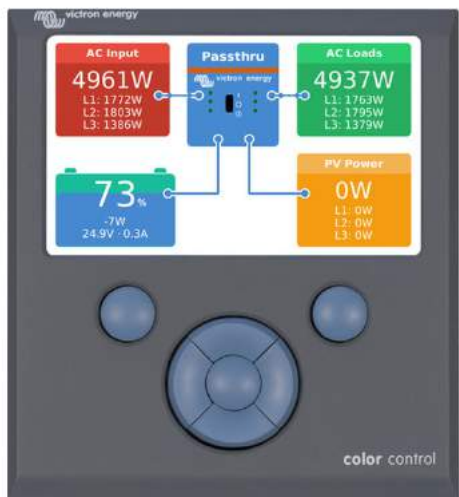 victron energy
AC Input
4961W
L1: 1772W
L2: 1803W
L3: 1386W
Passthru
victron energy
AC Loads
4937W
L1: 1763W
L2: 1795W
L3: 1379W
73%
-7W
24.9V · 0.3A
PV Power
0W
L1: 0W
L2: 0W
L3: 0W
color control